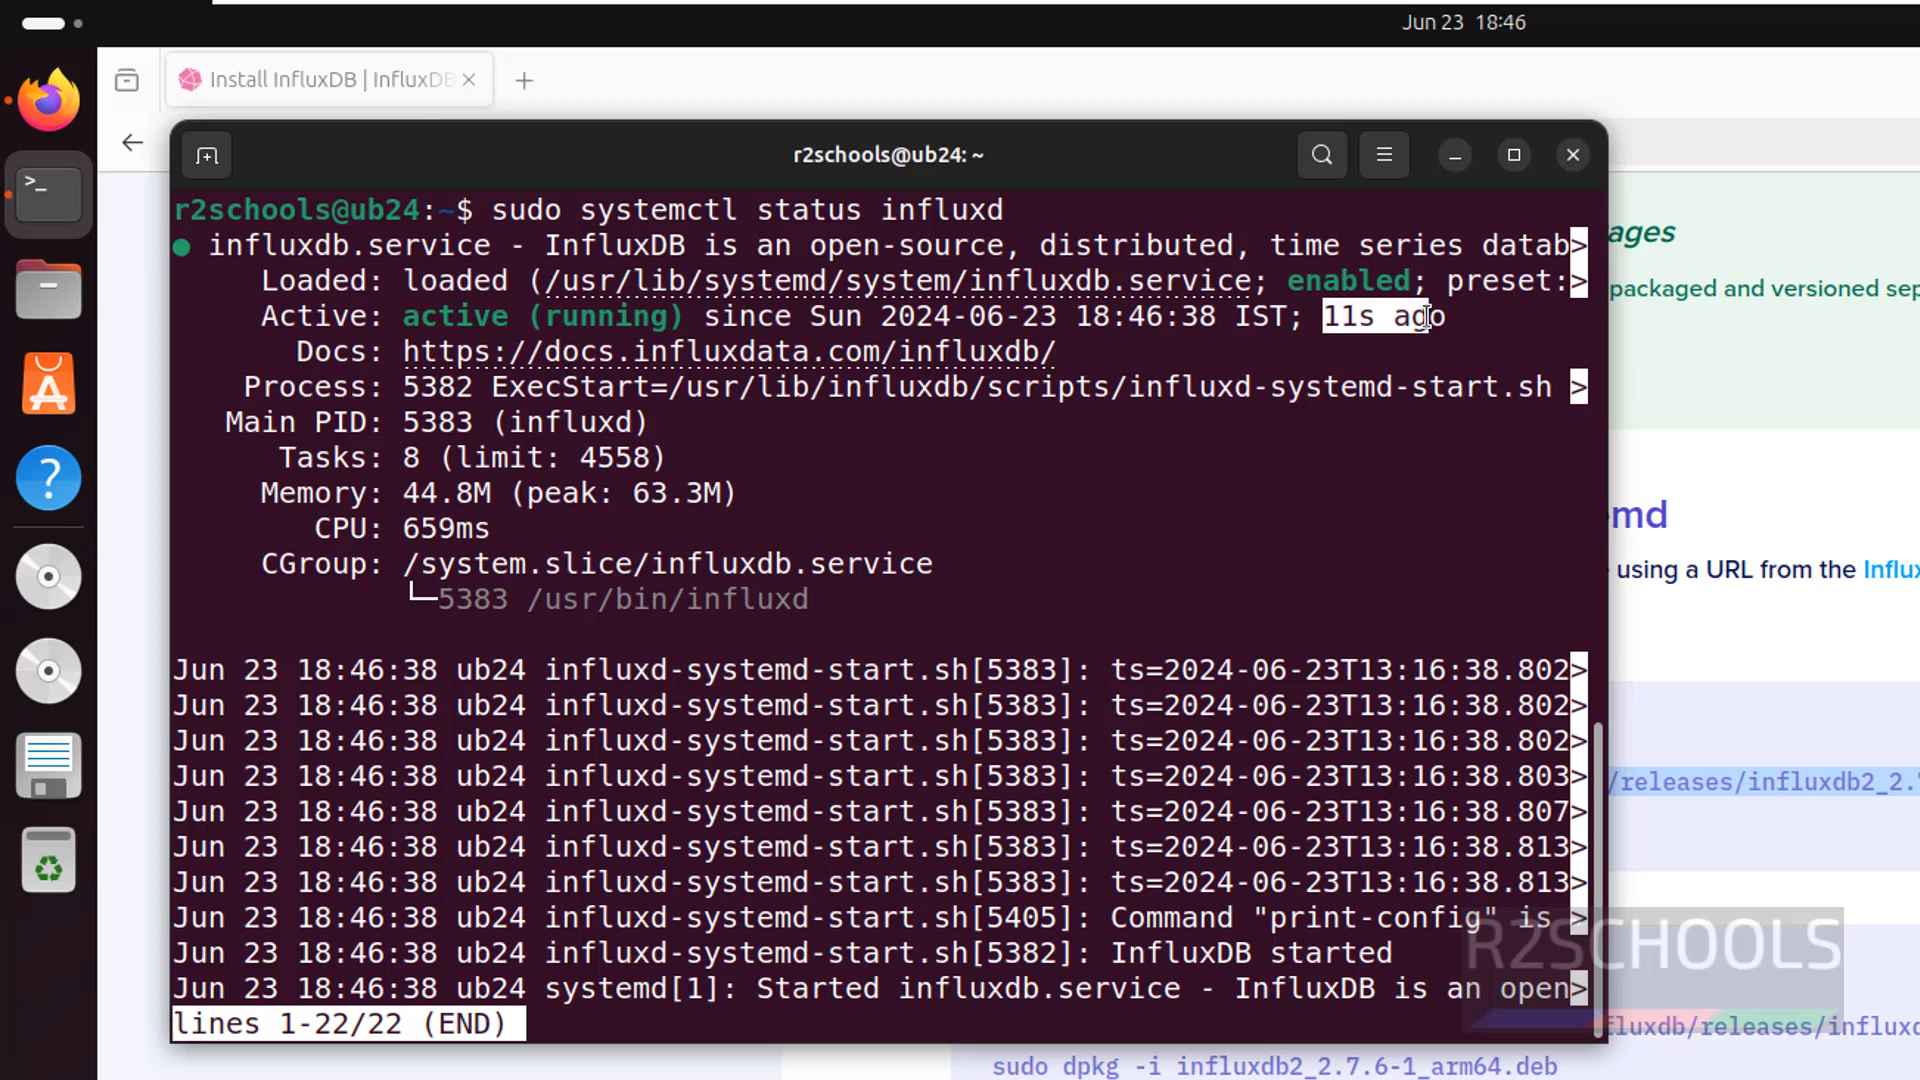 Jun 23 18:46
Install InfluxDB | InfluxDB
r2schools@ub24: ~
r2schools@ub24:~$ sudo systemctl status influxd
● influxdb.service - InfluxDB is an open-source, distributed, time series datab>
Loaded: loaded (/usr/lib/systemd/system/influxdb.service; enabled; preset:>
Active: active (running) since Sun 2024-06-23 18:46:38 IST; 11s ago
Docs: https://docs.influxdata.com/influxdb/
Process: 5382 ExecStart=/usr/lib/influxdb/scripts/influxd-systemd-start.sh >
Main PID: 5383 (influxd)
Tasks: 8 (limit: 4558)
Memory: 44.8M (peak: 63.3M)
CPU: 659ms
CGroup: /system.slice/influxdb.service
└─5383 /usr/bin/influxd
Jun 23 18:46:38 ub24 influxd-systemd-start.sh[5383]: ts=2024-06-23T13:16:38.802>
Jun 23 18:46:38 ub24 influxd-systemd-start.sh[5383]: ts=2024-06-23T13:16:38.802>
Jun 23 18:46:38 ub24 influxd-systemd-start.sh[5383]: ts=2024-06-23T13:16:38.802>
Jun 23 18:46:38 ub24 influxd-systemd-start.sh[5383]: ts=2024-06-23T13:16:38.803>
Jun 23 18:46:38 ub24 influxd-systemd-start.sh[5383]: ts=2024-06-23T13:16:38.807>
Jun 23 18:46:38 ub24 influxd-systemd-start.sh[5383]: ts=2024-06-23T13:16:38.813>
Jun 23 18:46:38 ub24 influxd-systemd-start.sh[5383]: ts=2024-06-23T13:16:38.813>
Jun 23 18:46:38 ub24 influxd-systemd-start.sh[5405]: Command "print-config" is >
Jun 23 18:46:38 ub24 influxd-systemd-start.sh[5382]: InfluxDB started
Jun 23 18:46:38 ub24 systemd[1]: Started influxdb.service - InfluxDB is an open>
lines 1-22/22 (END)
ages
packaged and versioned sep
md
using a URL from the Influx
/releases/influxdb2_2.
R2SCHOOLS
fluxdb/releases/influx
sudo dpkg -i influxdb2_2.7.6-1_arm64.deb